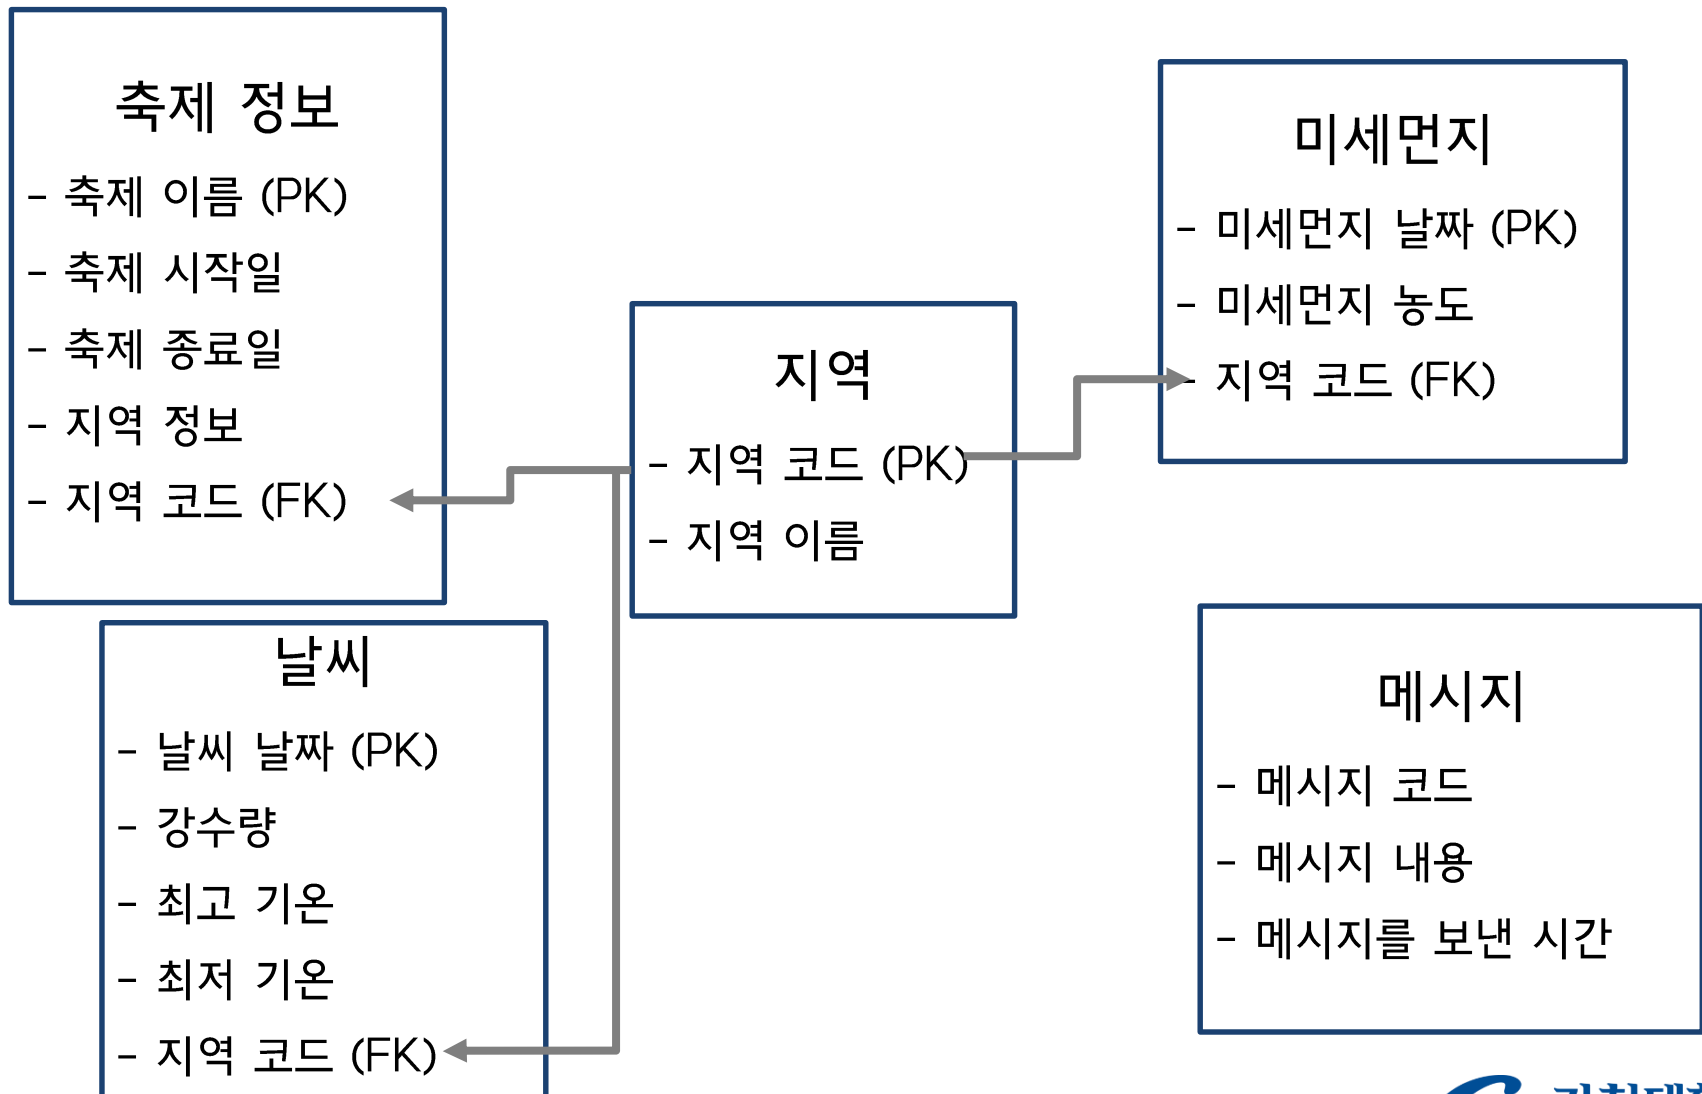 축제 정보
- 축제 이름 (PK)
- 축제 시작일
- 축제 종료일
- 지역 정보
- 지역 코드 (FK)
미세먼지
- 미세먼지 날짜 (PK)
- 미세먼지 농도
- 지역 코드 (FK)
지역
- 지역 코드 (PK)
- 지역 이름
날씨
- 날씨 날짜 (PK)
- 강수량
- 최고 기온
- 최저 기온
- 지역 코드 (FK)
메시지
- 메시지 코드
- 메시지 내용
- 메시지를 보낸 시간